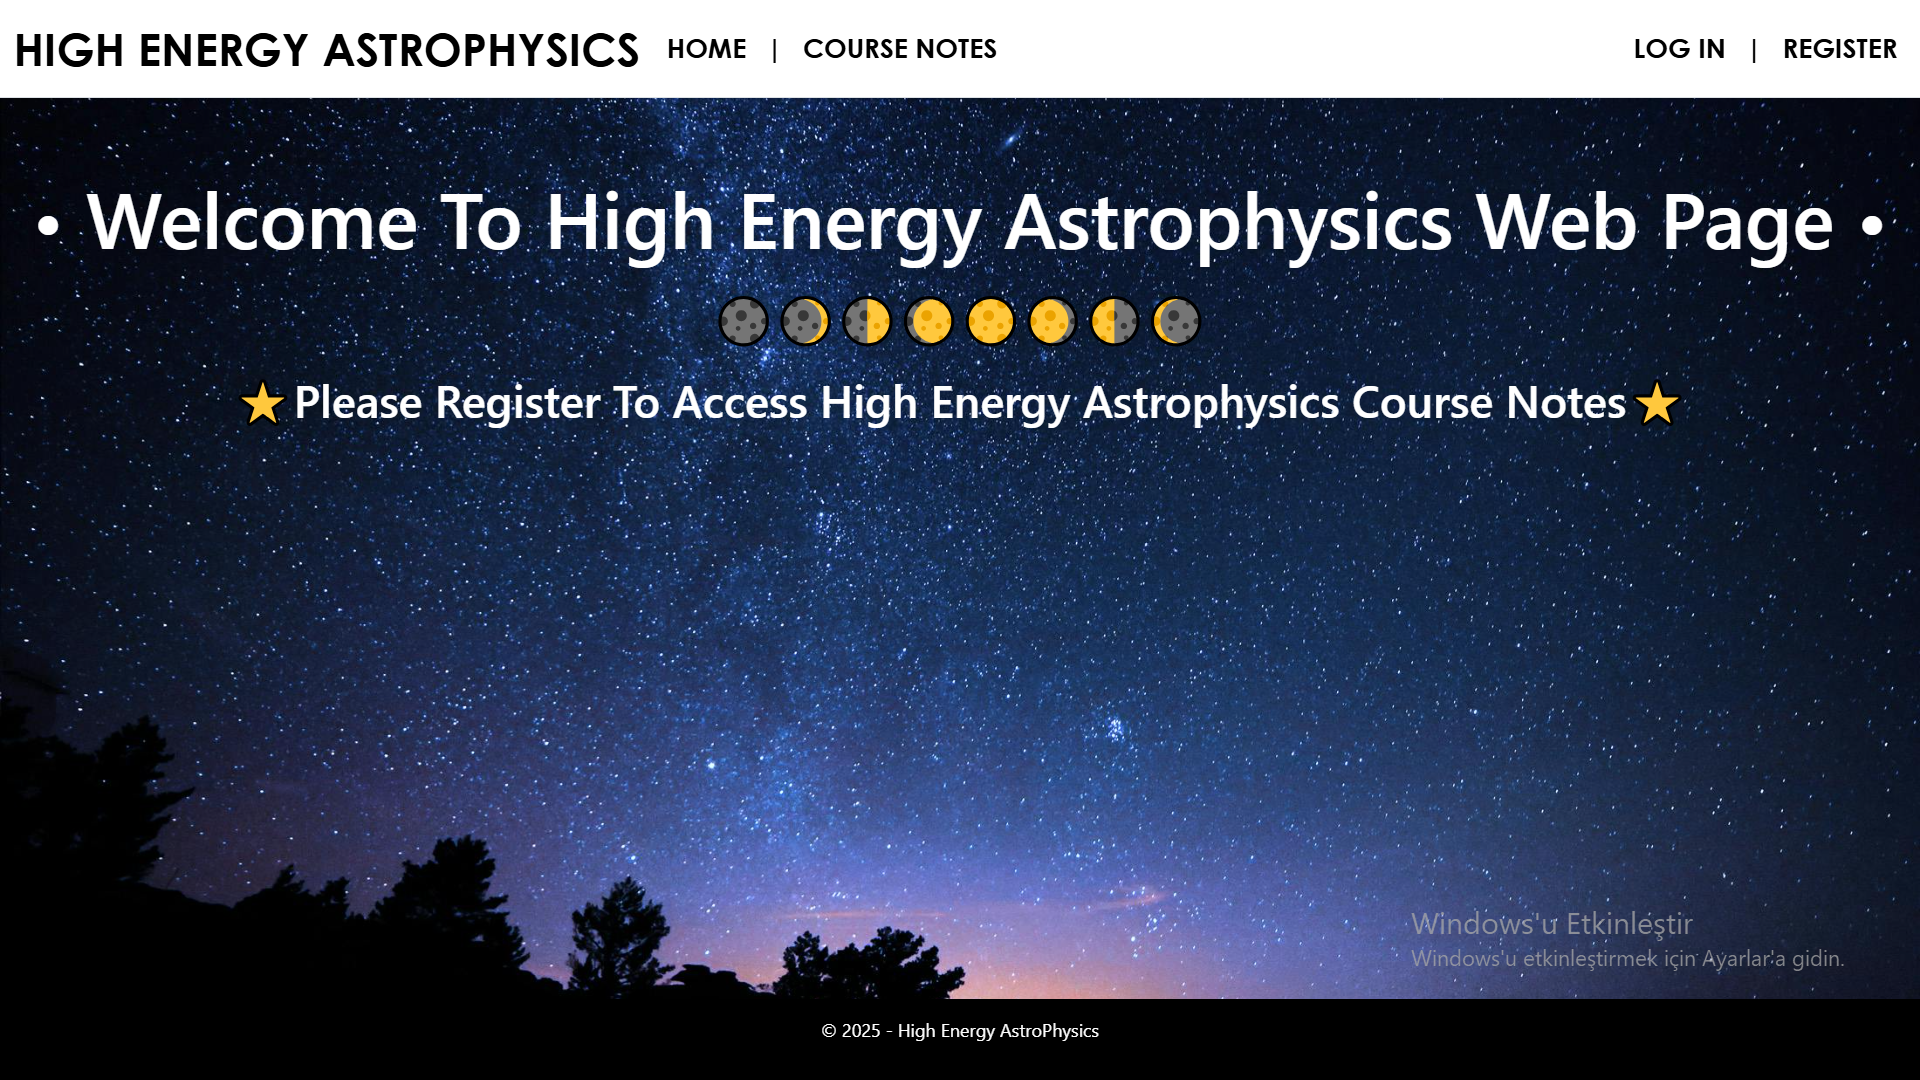 HIGH ENERGY ASTROPHYSICS HOME | COURSE NOTES LOG IN | REGISTER
• Welcome To High Energy Astrophysics Web Page •
🌑🌒🌓🌔🌕🌖🌗🌘
⭐Please Register To Access High Energy Astrophysics Course Notes⭐
Windows'u Etkinleştir
Windows'u etkinleştirmek için Ayarlar'a gidin.
© 2025 - High Energy AstroPhysics